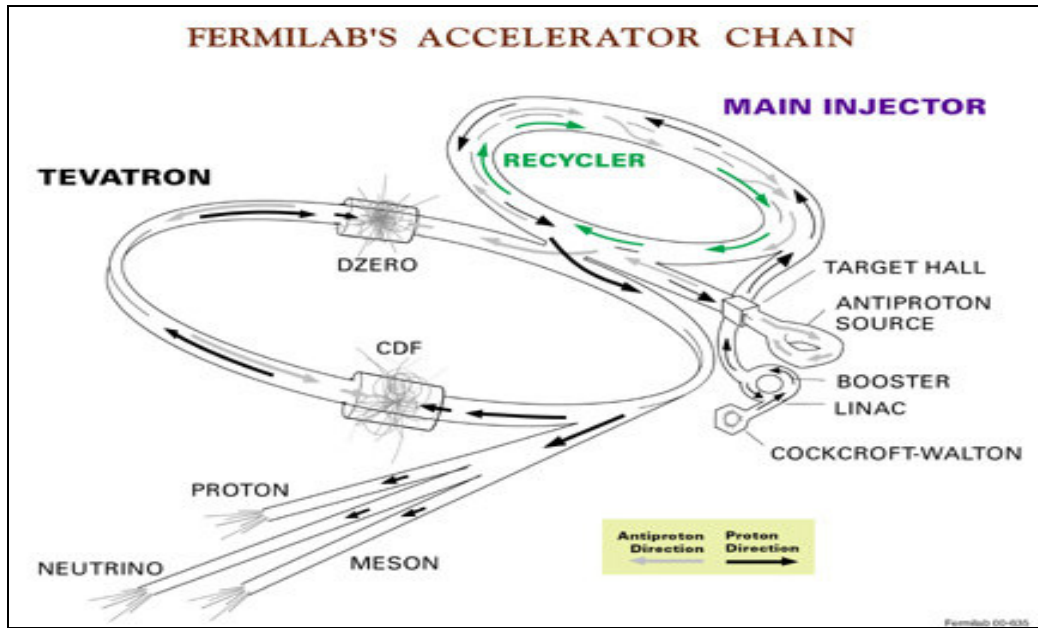 FERMILAB'S ACCELERATOR CHAIN
MAIN INJECTOR
RECYCLER
TEVATRON
DZERO
TARGET HALL
ANTIPROTON
SOURCE
CDF
BOOSTER
LINAC
COCKCROFT-WALTON
PROTON
NEUTRINO
MESON
Antiproton
Direction
Proton
Direction
Fermilab 00-635